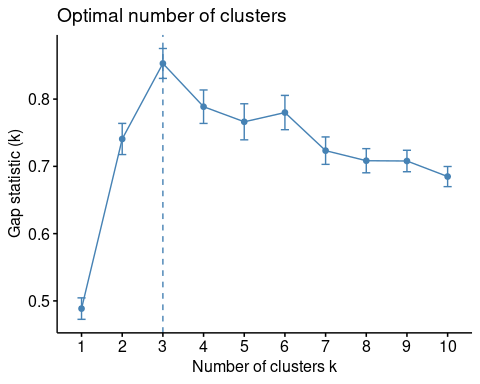 Optimal number of clusters
Gap statistic (k)
0.8
0.7
0.6
0.5
1 2 3 4 5 6 7 8 9 10
Number of clusters k